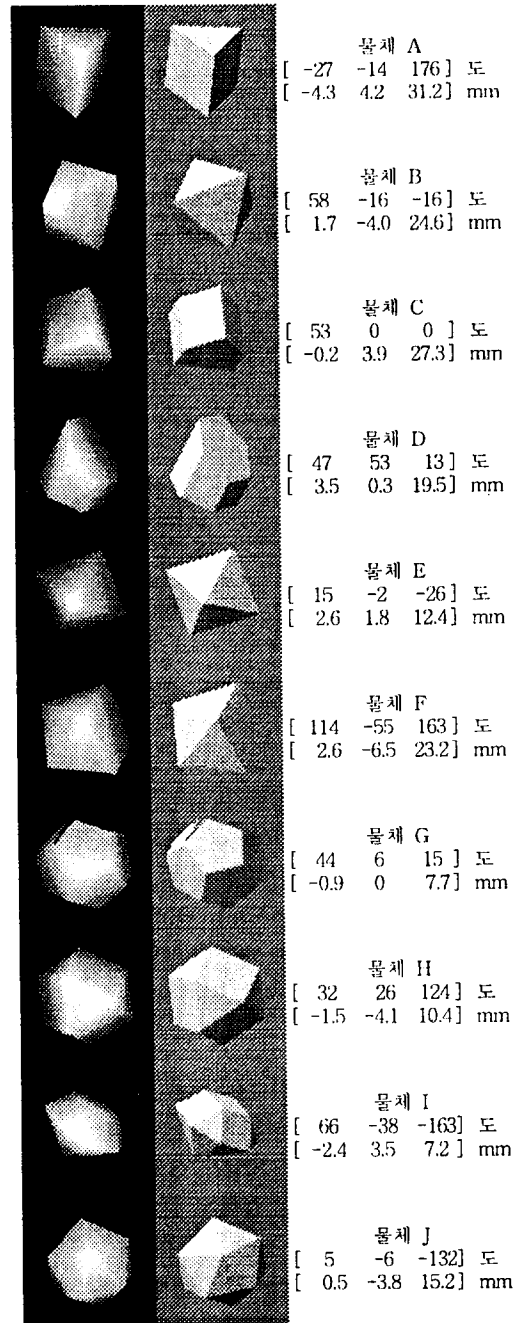 물체 A
[ -27 -14 176] 도
[ -4.3 4.2 31.2] mm
물체 B
[ 58 -16 -16] 도
[ 1.7 -4.0 24.6] mm
물체 C
[ 53 0 0 ] 도
[ -0.2 3.9 27.3] mm
물체 D
[ 47 53 13] 도
[ 3.5 0.3 19.5] mm
물체 E
[ 15 -2 -26] 도
[ 2.6 1.8 12.4] mm
물체 F
[ 114 -55 163] 도
[ 2.6 -6.5 23.2] mm
물체 G
[ 44 6 15 ] 도
[ -0.9 0 7.7] mm
물체 H
[ 32 26 124] 도
[ -1.5 -4.1 10.4] mm
물체 I
[ 66 -38 -163] 도
[ -2.4 3.5 7.2 ] mm
물체 J
[ 5 -6 -132] 도
[ 0.5 -3.8 15.2] mm